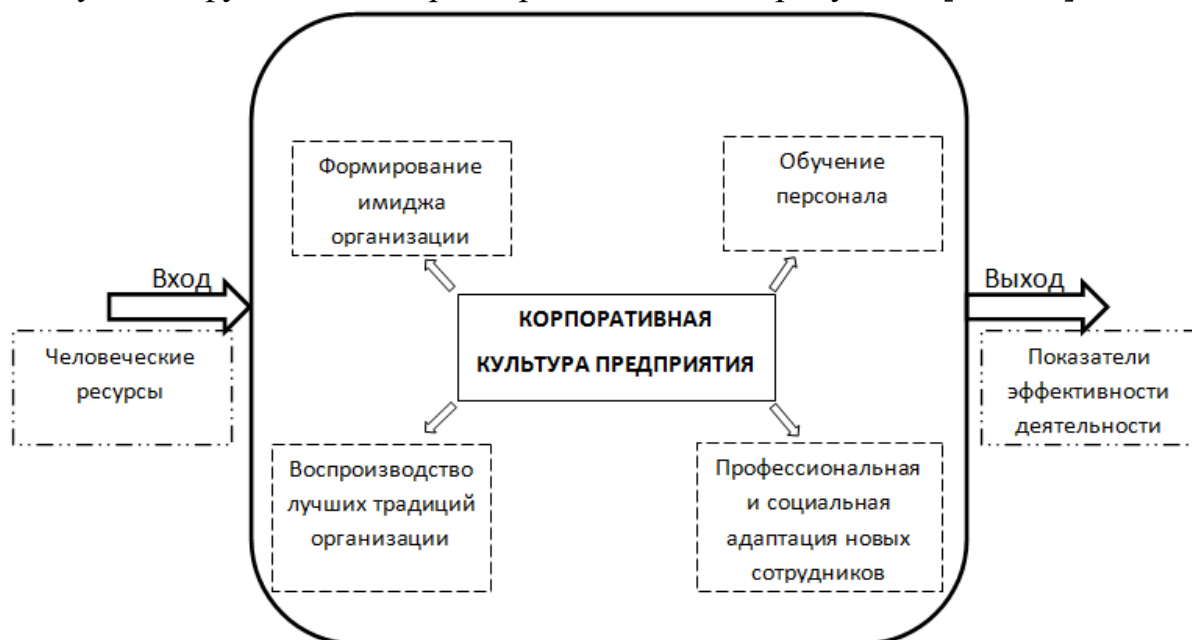 Формирование
имиджа
организации
Обучение
персонала
Вход
Выход
КОРПОРАТИВНАЯ
КУЛЬТУРА ПРЕДПРИЯТИЯ
Человеческие
ресурсы
Показатели
эффективности
деятельности
Воспроизводство
лучших традиций
организации
Профессиональная
и социальная
адаптация новых
сотрудников